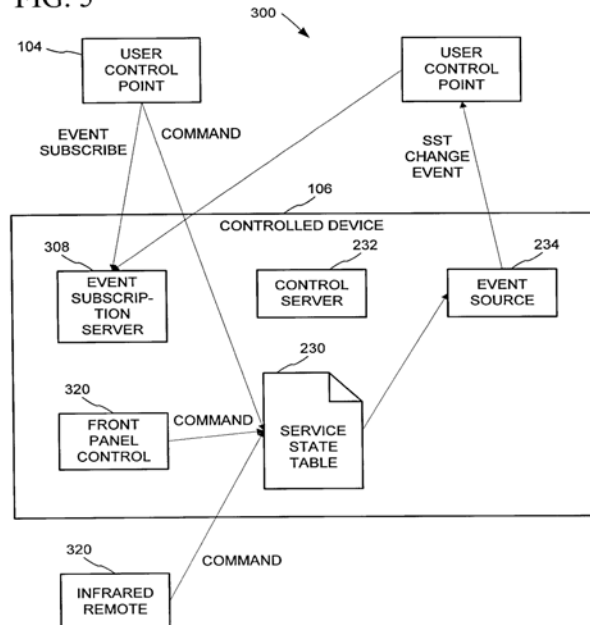 FIG. 5
300
104
USER
CONTROL
POINT
USER
CONTROL
POINT
EVENT
SUBSCRIBE
COMMAND
SST
CHANGE
EVENT
106
CONTROLLED DEVICE
308
EVENT
SUBSCRIP-
TION
SERVER
232
CONTROL
SERVER
234
EVENT
SOURCE
230
SERVICE
STATE
TABLE
320
FRONT
PANEL
CONTROL
COMMAND
320
INFRARED
REMOTE
COMMAND